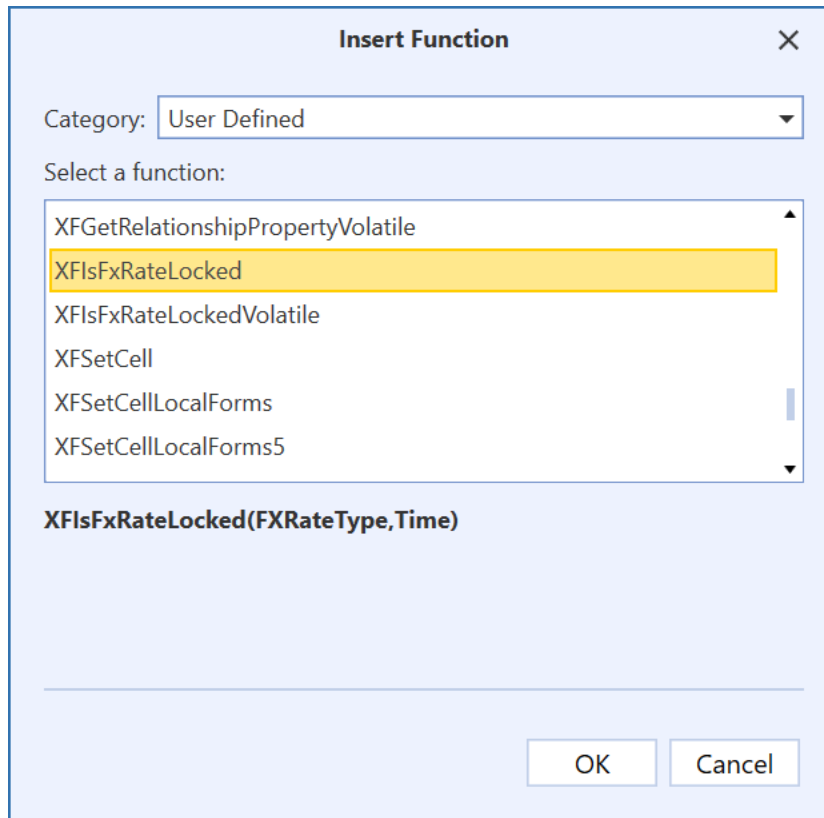 Insert Function
Category: User Defined
Select a function:
XFGetRelationshipPropertyVolatile
XFIsFxRateLocked
XFIsFxRateLockedVolatile
XFSetCell
XFSetCellLocalForms
XFSetCellLocalForms5
XFIsFxRateLocked(FXRateType,Time)
OK Cancel